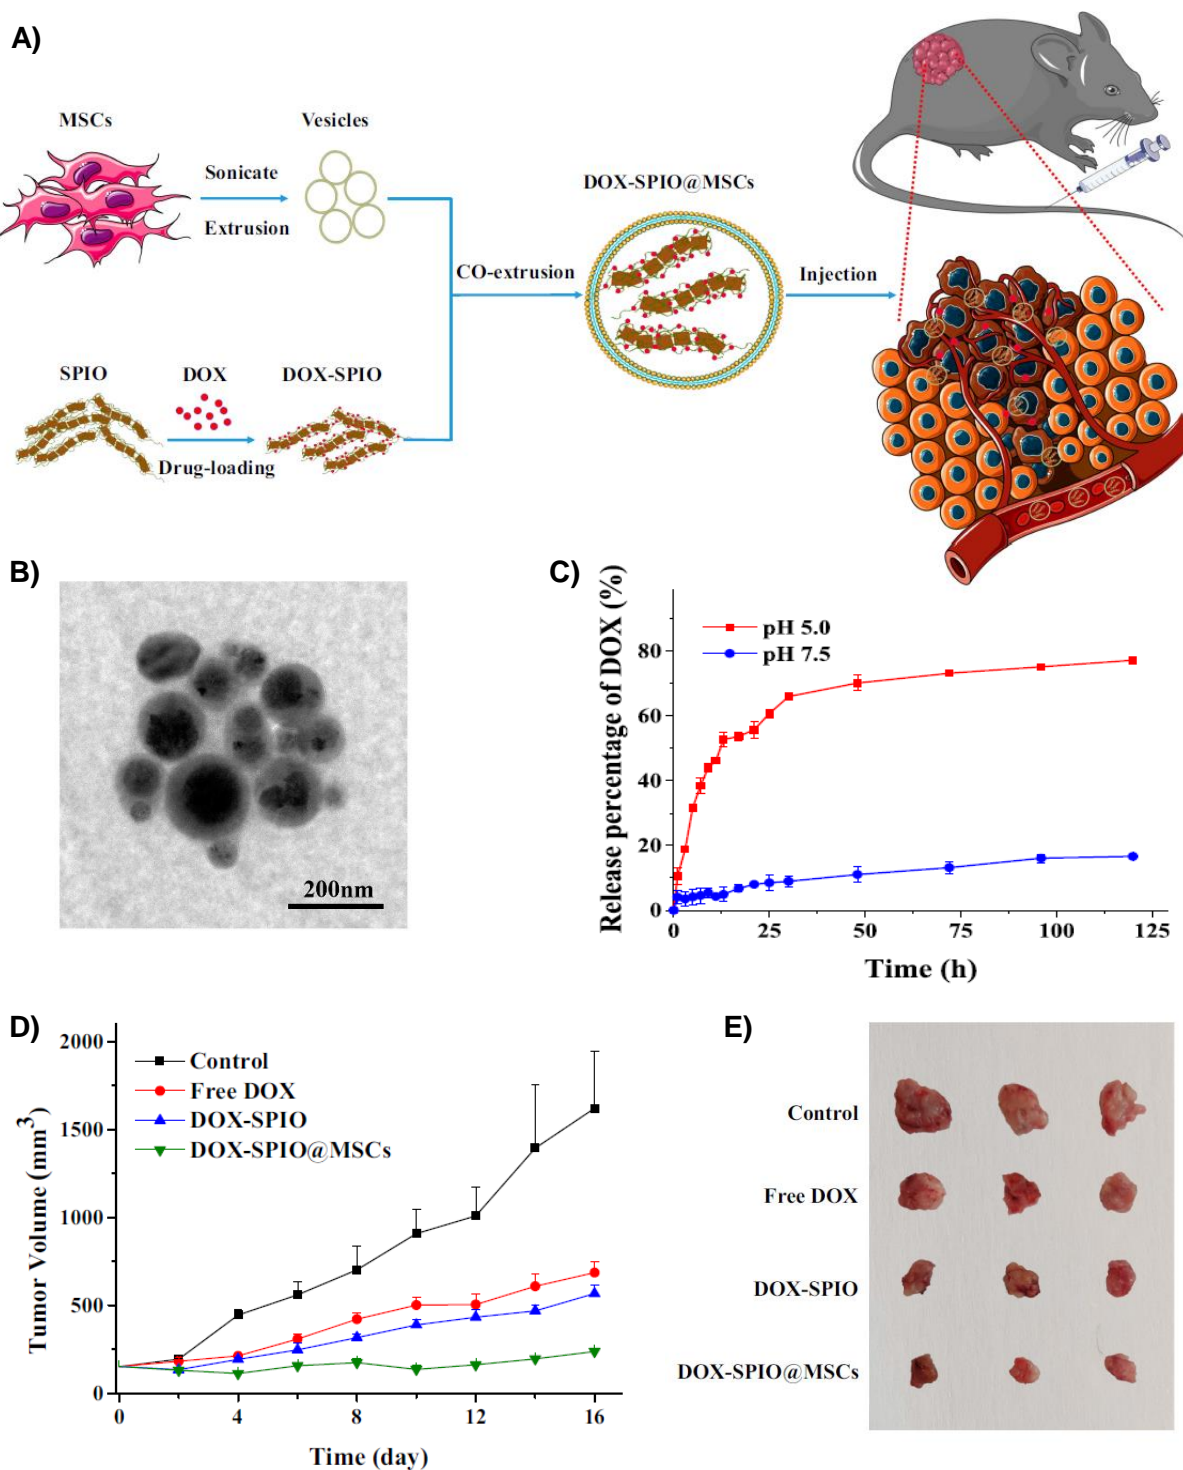 A)
MSCs
Vesicles
Sonicate
Extrusion
DOX-SPIO@MSCs
CO-extrusion
Injection
SPIO
DOX
DOX-SPIO
Drug-loading
B)
200nm
C)
Release percentage of DOX (%)
pH 5.0
pH 7.5
80
60
40
20
0
0 25 50 75 100 125
Time (h)
D)
Tumor Volume (mm³)
Control
Free DOX
DOX-SPIO
DOX-SPIO@MSCs
2000
1500
1000
500
0
0 4 8 12 16
Time (day)
E)
Control
Free DOX
DOX-SPIO
DOX-SPIO@MSCs